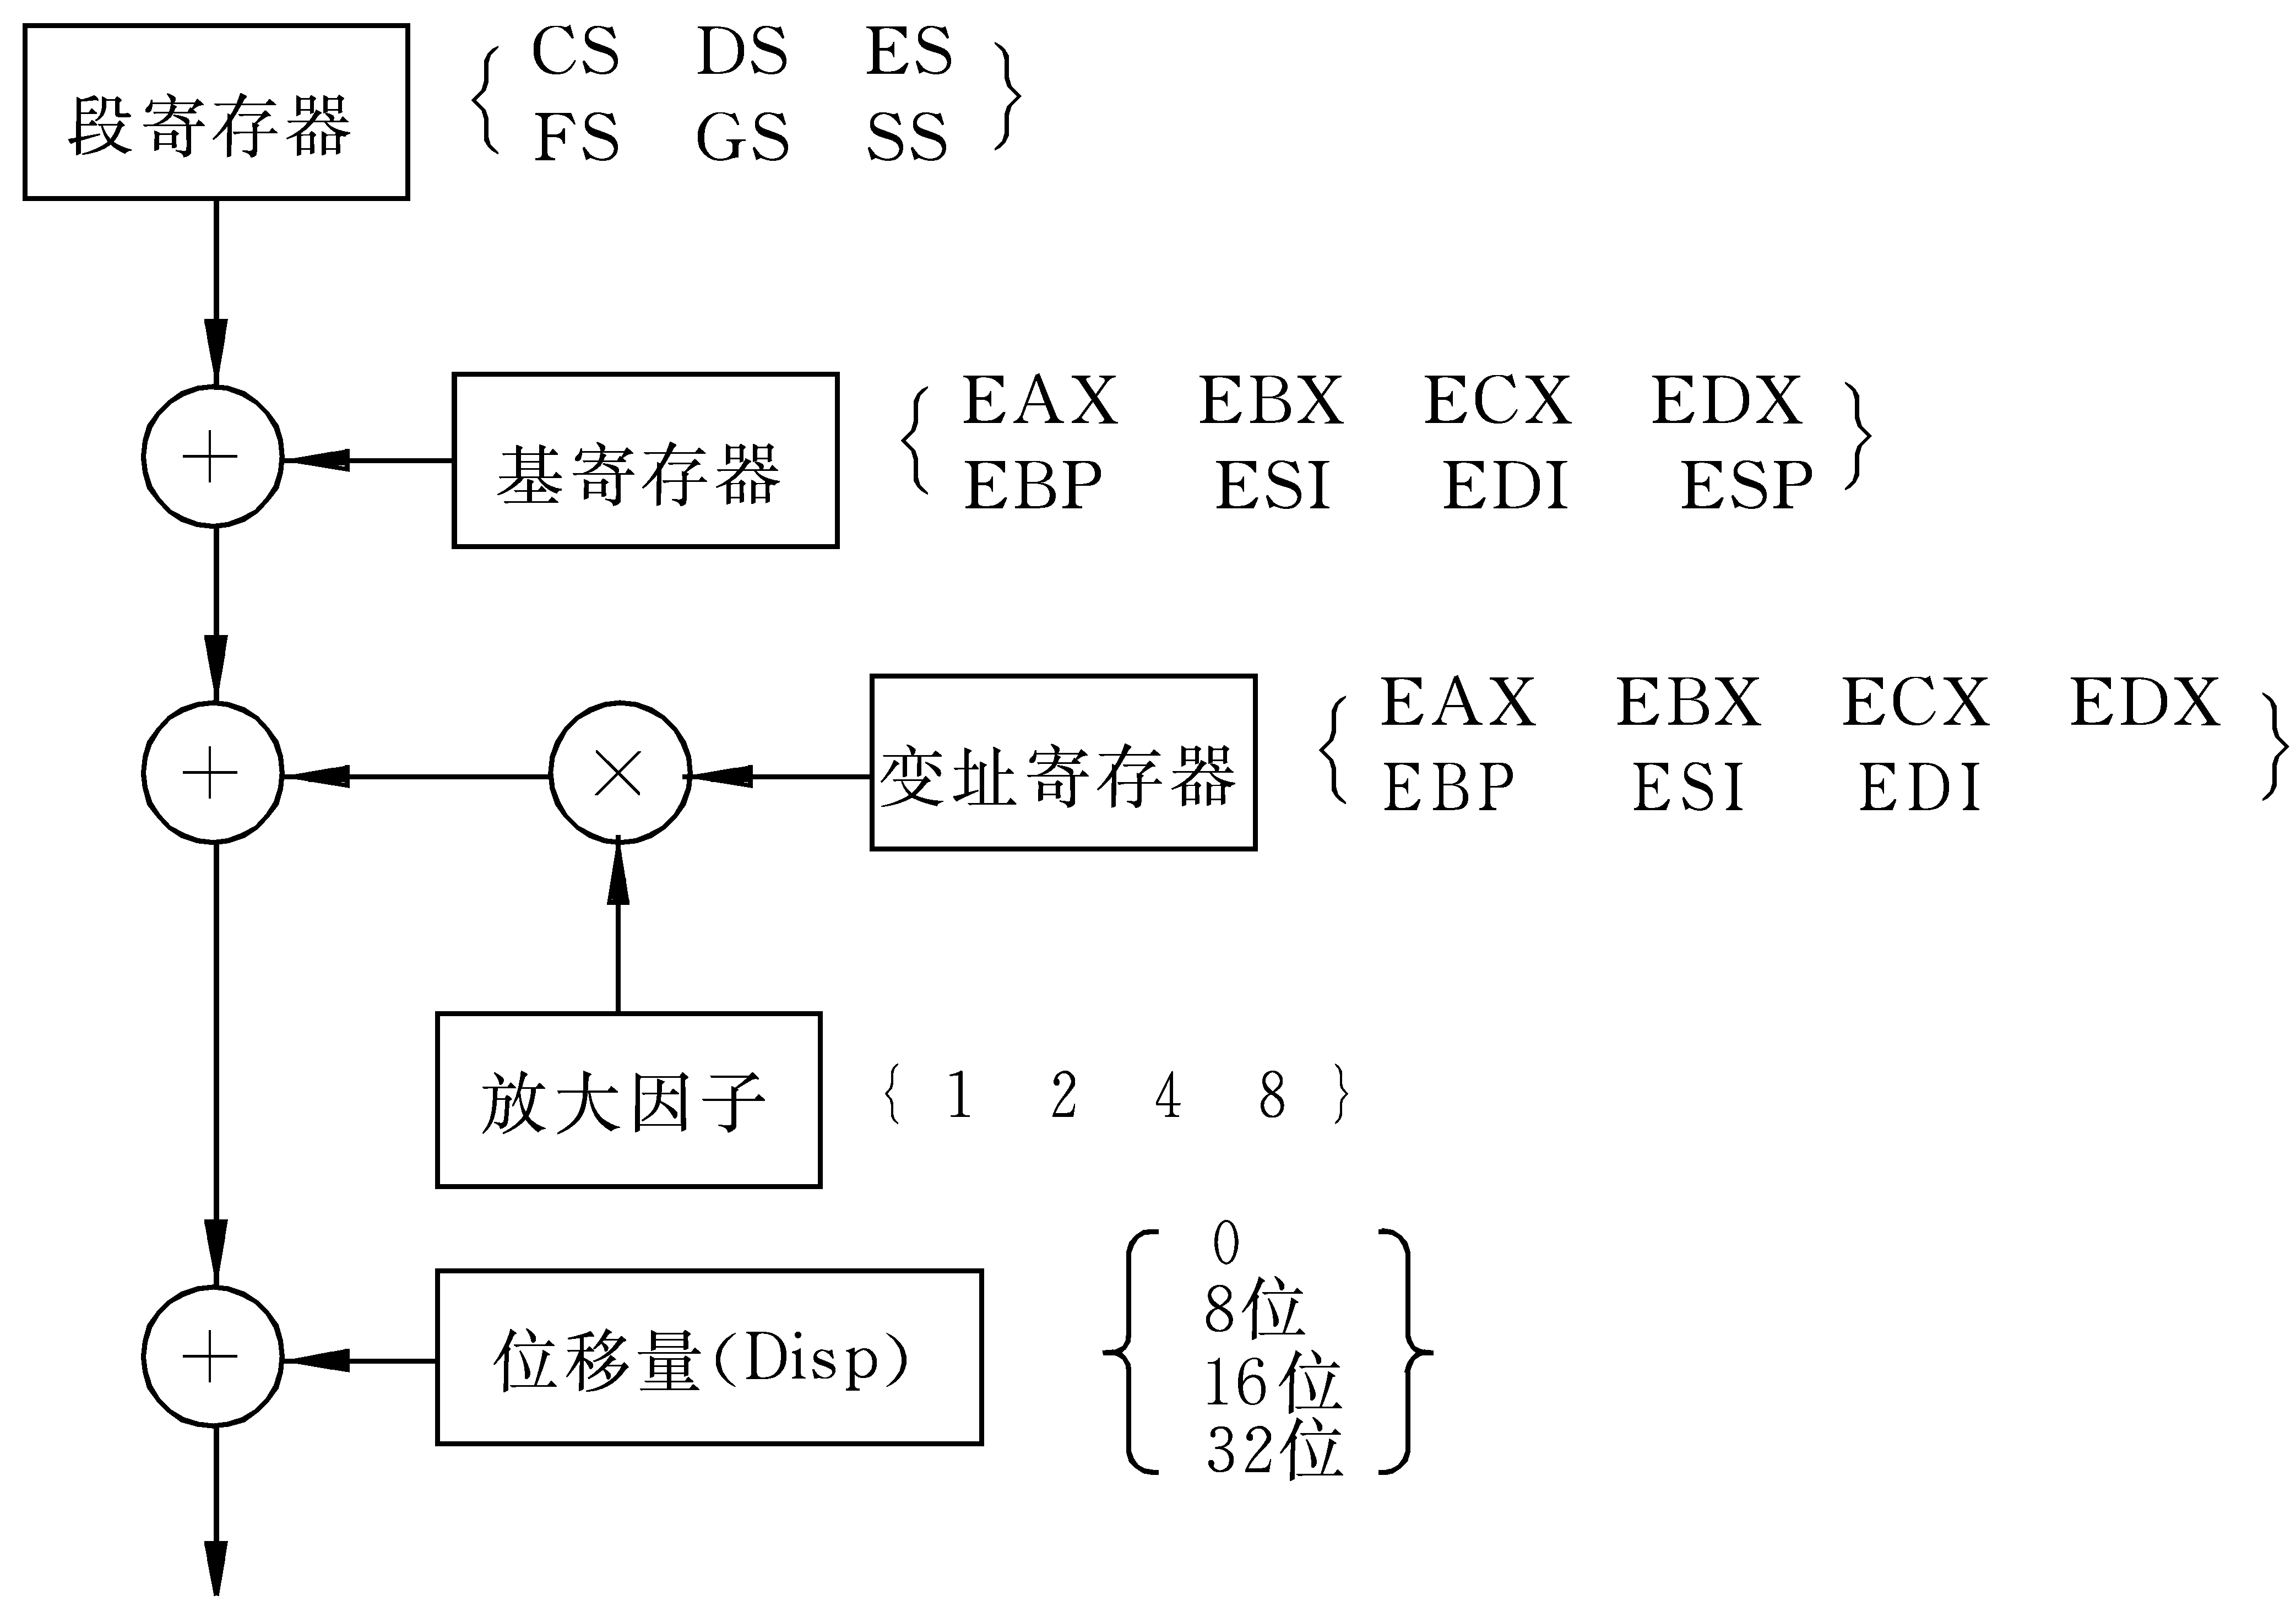 段寄存器
{ CS DS ES
FS GS SS }
+
基寄存器
{ EAX EBX ECX EDX
EBP ESI EDI ESP }
+
×
变址寄存器
{ EAX EBX ECX EDX
EBP ESI EDI }
放大因子
{ 1 2 4 8 }
+
位移量(Disp)
{ 0
8位
16位
32位 }